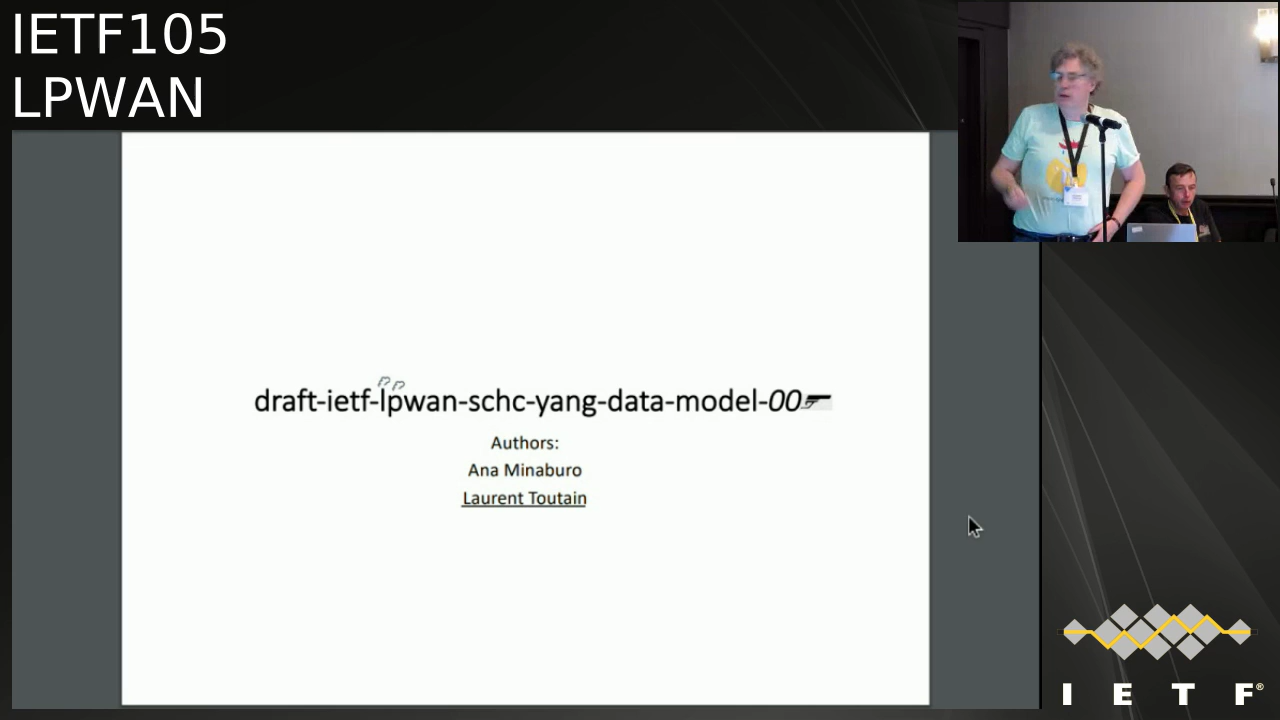 IETF105
LPWAN
draft-ietf-lpwan-schc-yang-data-model-00
Authors:
Ana Minaburo
Laurent Toutain
I E T F®